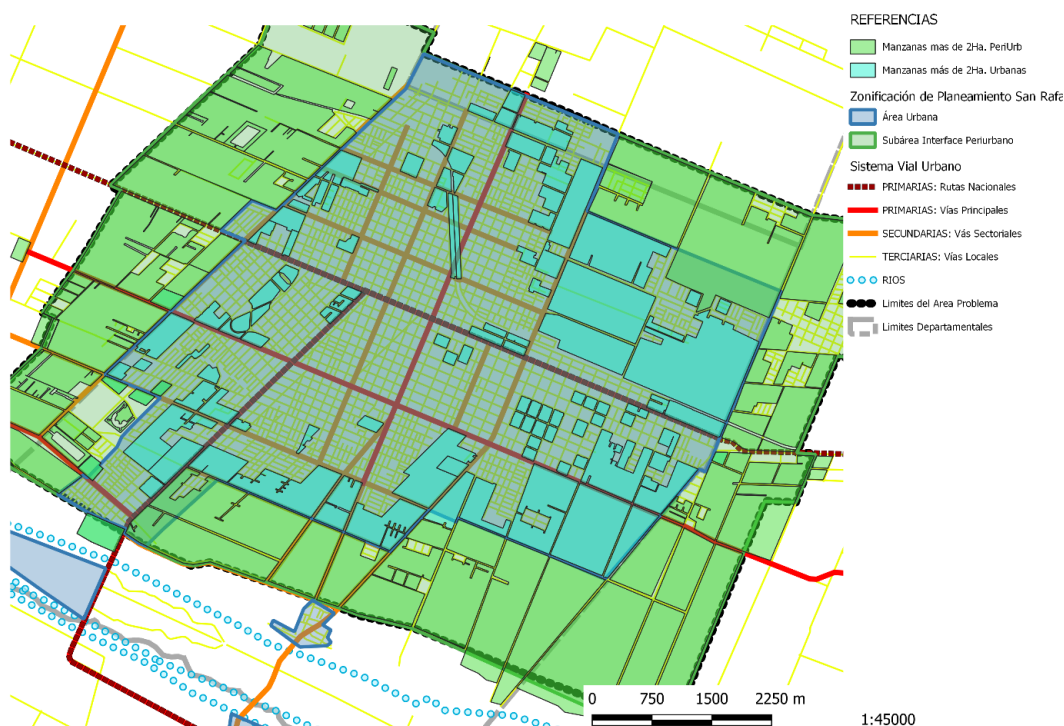 REFERENCIAS
Manzanas mas de 2Ha. PeriUrb
Manzanas más de 2Ha. Urbanas
Zonificación de Planeamiento San Rafa
Área Urbana
Subárea Interface Periurbano
Sistema Vial Urbano
PRIMARIAS: Rutas Nacionales
PRIMARIAS: Vías Principales
SECUNDARIAS: Vás Sectoriales
TERCIARIAS: Vías Locales
RIOS
Limites del Area Problema
Limites Departamentales
0 750 1500 2250 m
1:45000